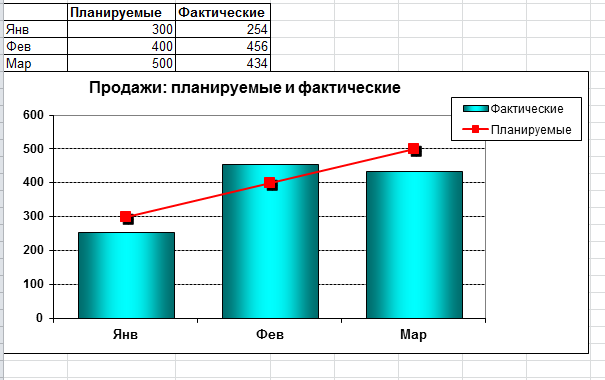 Планируемые Фактические
Янв 300 254
Фев 400 456
Мар 500 434
Продажи: планируемые и фактические
Фактические
Планируемые
600
500
400
300
200
100
0
Янв Фев Мар